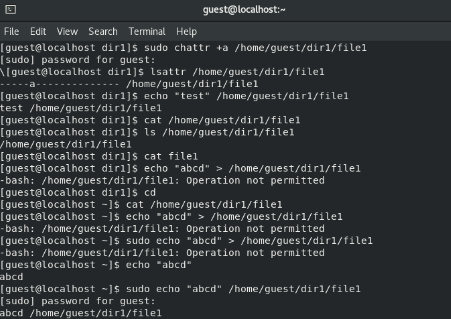 guest@localhost:~
File Edit View Search Terminal Help
[guest@localhost dir1]$ sudo chattr +a /home/guest/dir1/file1
[sudo] password for guest:
\[guest@localhost dir1]$ lsattr /home/guest/dir1/file1
-----a-------------- /home/guest/dir1/file1
[guest@localhost dir1]$ echo "test" /home/guest/dir1/file1
test /home/guest/dir1/file1
[guest@localhost dir1]$ cat /home/guest/dir1/file1
[guest@localhost dir1]$ ls /home/guest/dir1/file1
/home/guest/dir1/file1
[guest@localhost dir1]$ cat file1
[guest@localhost dir1]$ echo "abcd" > /home/guest/dir1/file1
-bash: /home/guest/dir1/file1: Operation not permitted
[guest@localhost dir1]$ cd
[guest@localhost ~]$ cat /home/guest/dir1/file1
[guest@localhost ~]$ echo "abcd" > /home/guest/dir1/file1
-bash: /home/guest/dir1/file1: Operation not permitted
[guest@localhost ~]$ sudo echo "abcd" > /home/guest/dir1/file1
-bash: /home/guest/dir1/file1: Operation not permitted
[guest@localhost ~]$ echo "abcd"
abcd
[guest@localhost ~]$ sudo echo "abcd" /home/guest/dir1/file1
[sudo] password for guest:
abcd /home/guest/dir1/file1